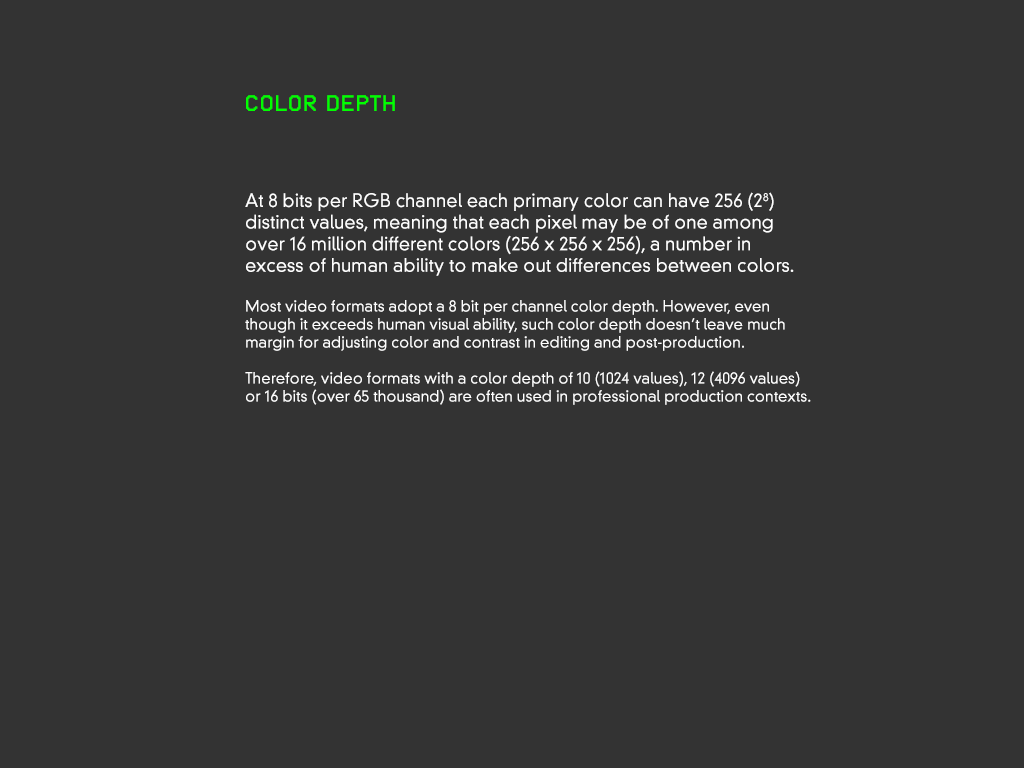 COLOR DEPTH
At 8 bits per RGB channel each primary color can have 256 (2⁸)
distinct values, meaning that each pixel may be of one among
over 16 million different colors (256 x 256 x 256), a number in
excess of human ability to make out differences between colors.
Most video formats adopt a 8 bit per channel color depth. However, even
though it exceeds human visual ability, such color depth doesn’t leave much
margin for adjusting color and contrast in editing and post-production.
Therefore, video formats with a color depth of 10 (1024 values), 12 (4096 values)
or 16 bits (over 65 thousand) are often used in professional production contexts.